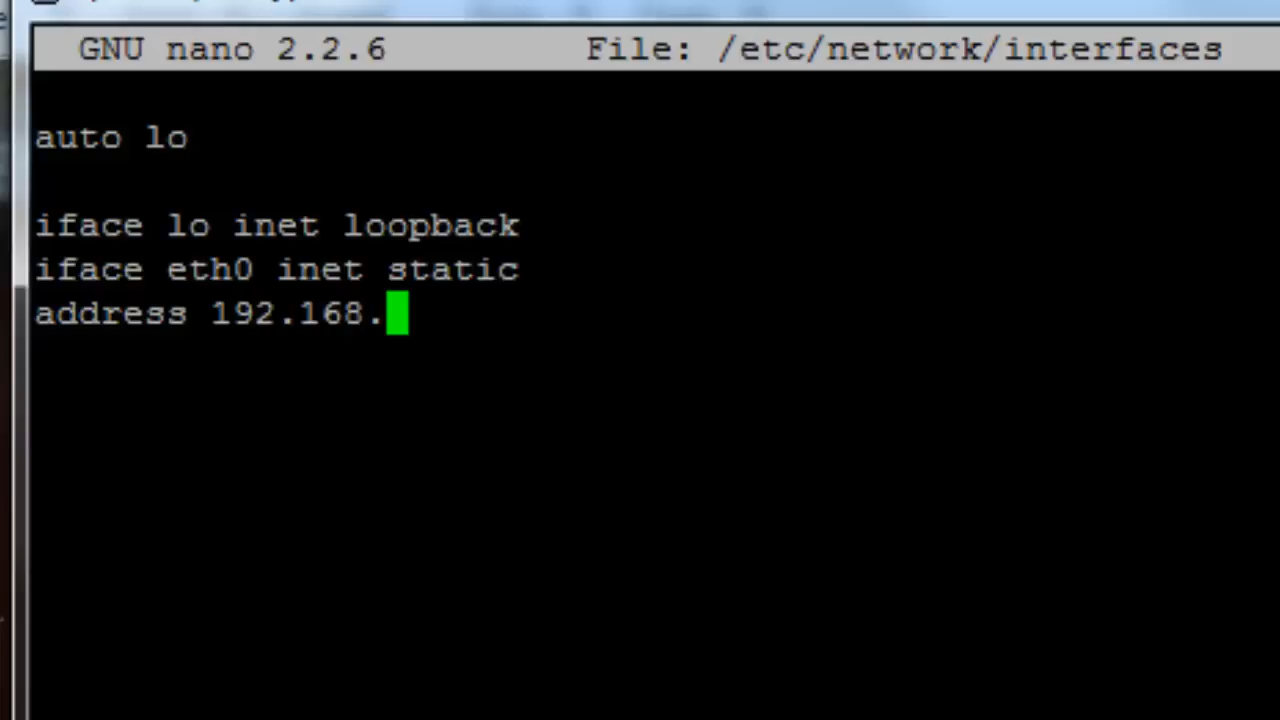 GNU nano 2.2.6 File: /etc/network/interfaces
auto lo
iface lo inet loopback
iface eth0 inet static
address 192.168.